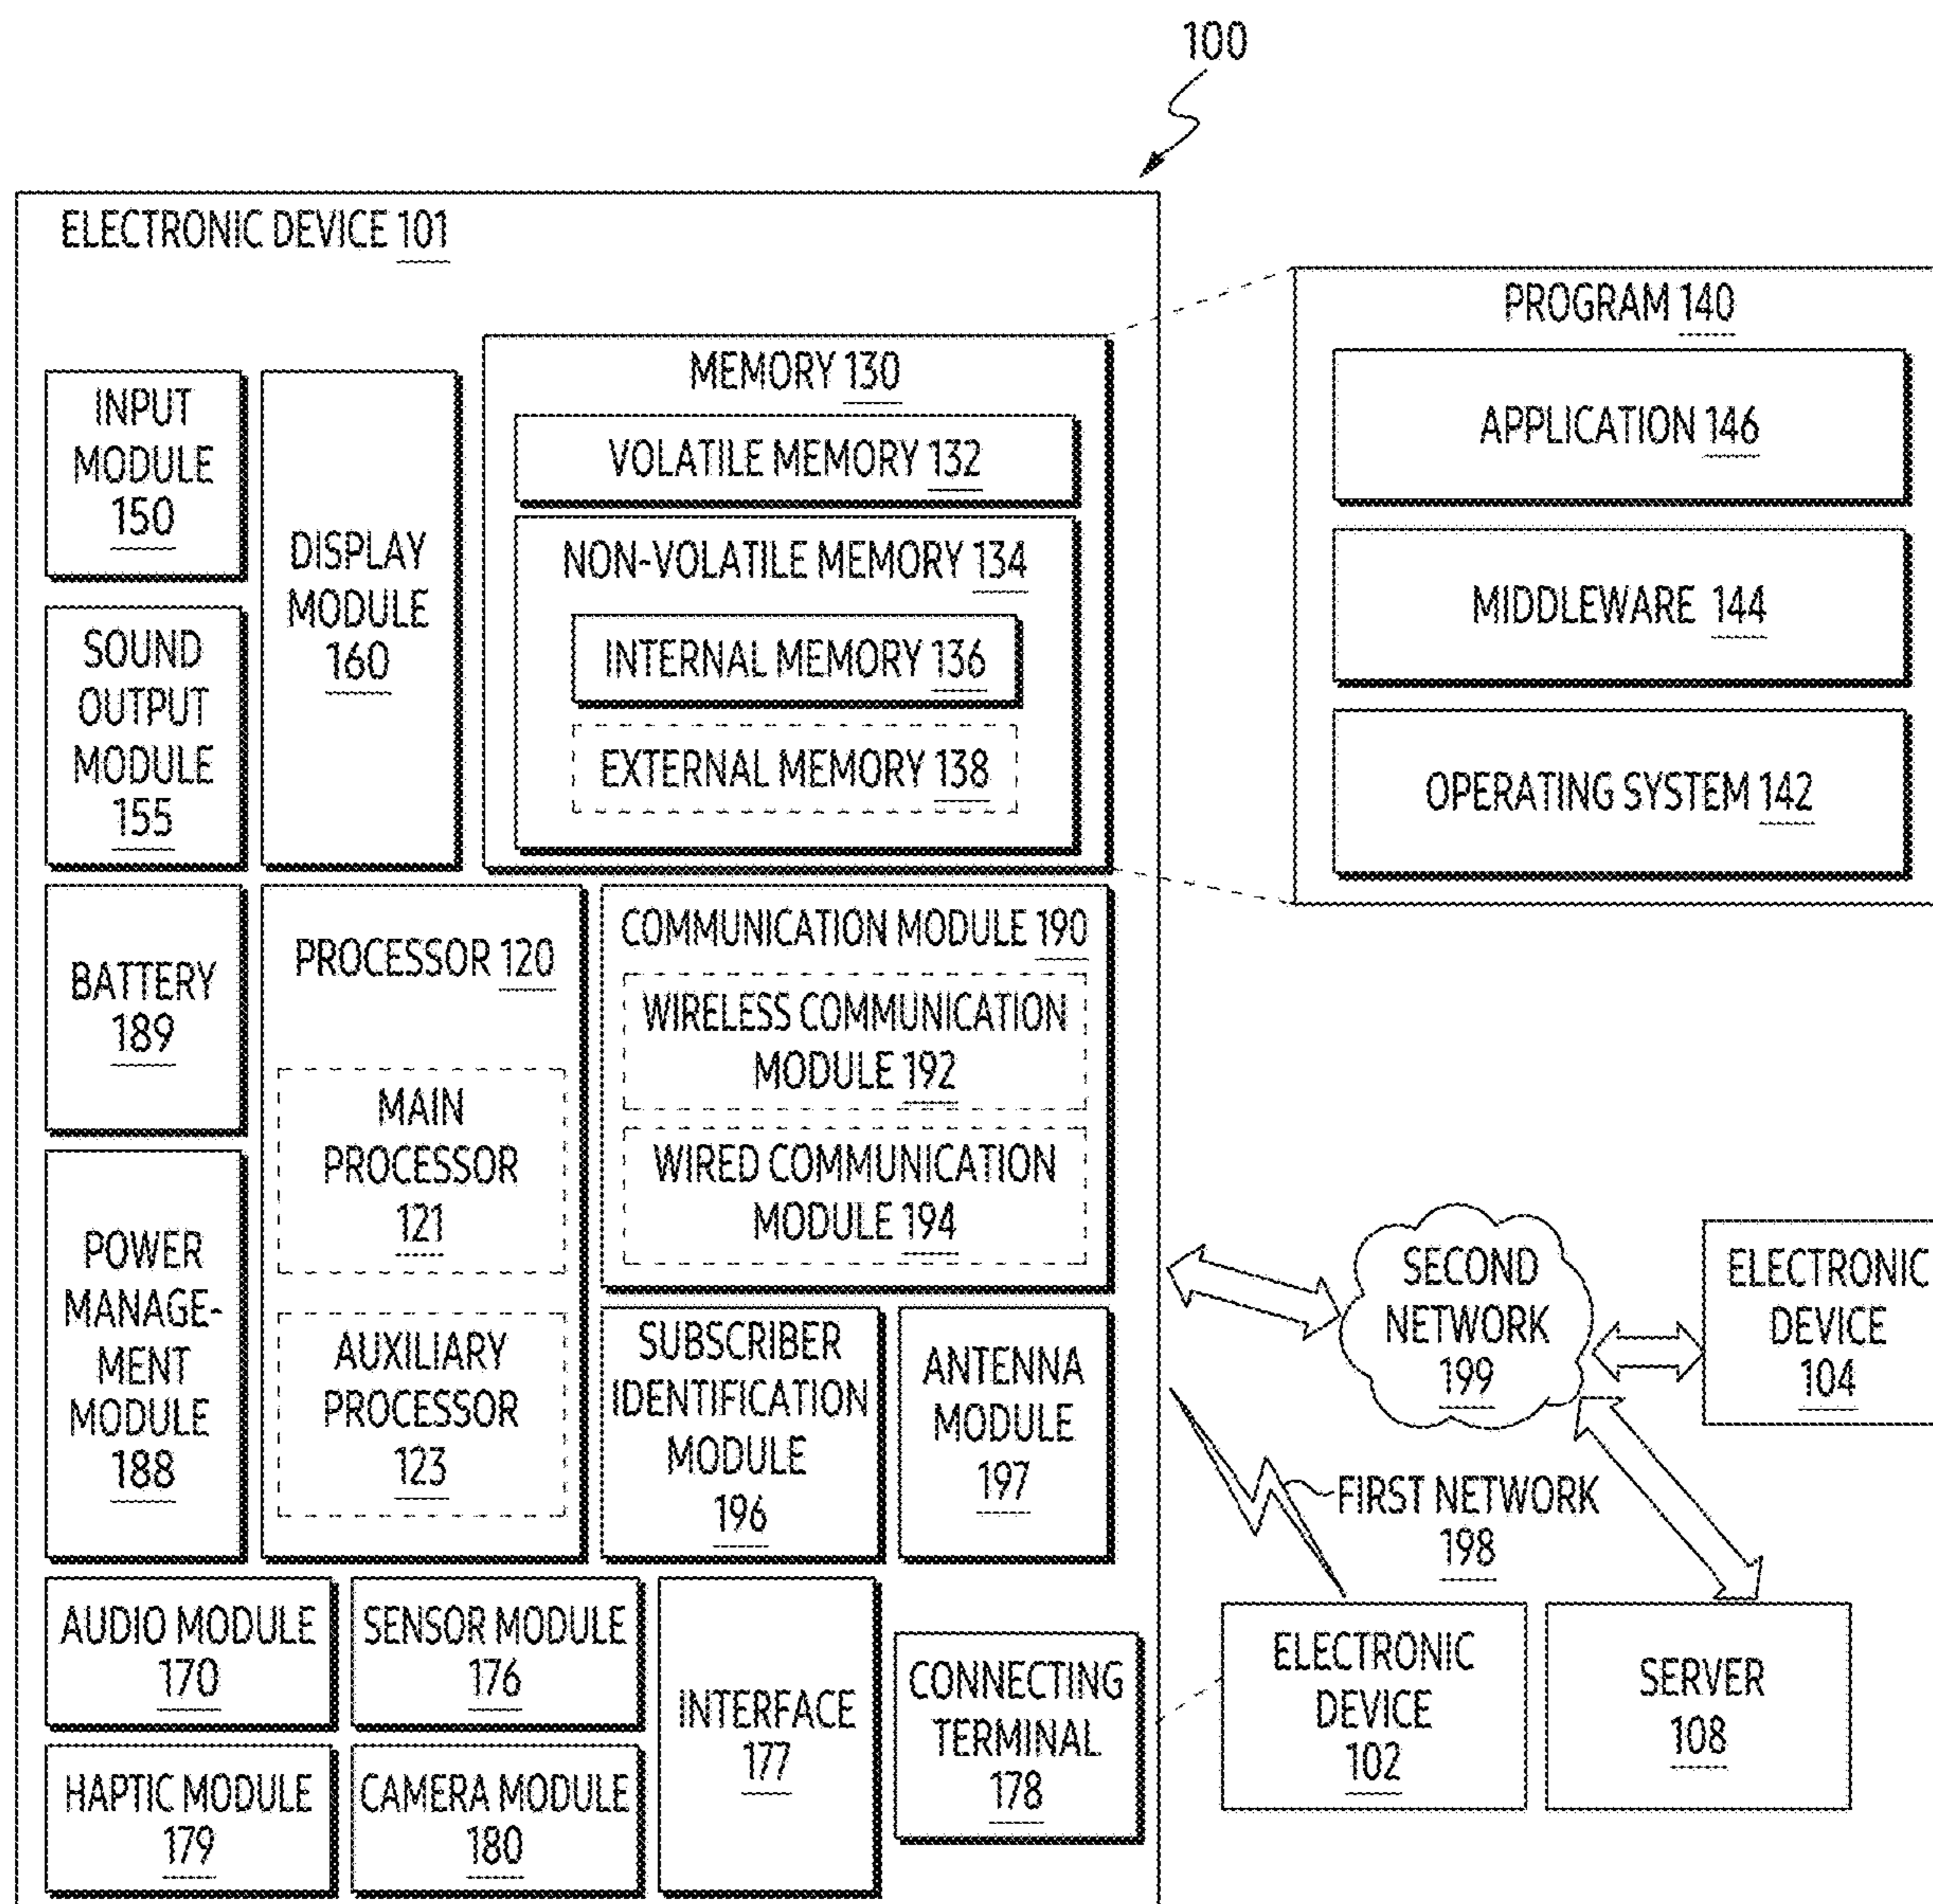 100
ELECTRONIC DEVICE 101
INPUT
MODULE
150
SOUND
OUTPUT
MODULE
155
DISPLAY
MODULE
160
MEMORY 130
VOLATILE MEMORY 132
NON-VOLATILE MEMORY 134
INTERNAL MEMORY 136
EXTERNAL MEMORY 138
PROGRAM 140
APPLICATION 146
MIDDLEWARE 144
OPERATING SYSTEM 142
BATTERY
189
POWER
MANAGE-
MENT
MODULE
188
PROCESSOR 120
MAIN
PROCESSOR
121
AUXILIARY
PROCESSOR
123
COMMUNICATION MODULE 190
WIRELESS COMMUNICATION
MODULE 192
WIRED COMMUNICATION
MODULE 194
SUBSCRIBER
IDENTIFICATION
MODULE
196
ANTENNA
MODULE
197
SECOND
NETWORK
199
ELECTRONIC
DEVICE
104
FIRST NETWORK
198
AUDIO MODULE
170
SENSOR MODULE
176
INTERFACE
177
CONNECTING
TERMINAL
178
HAPTIC MODULE
179
CAMERA MODULE
180
ELECTRONIC
DEVICE
102
SERVER
108